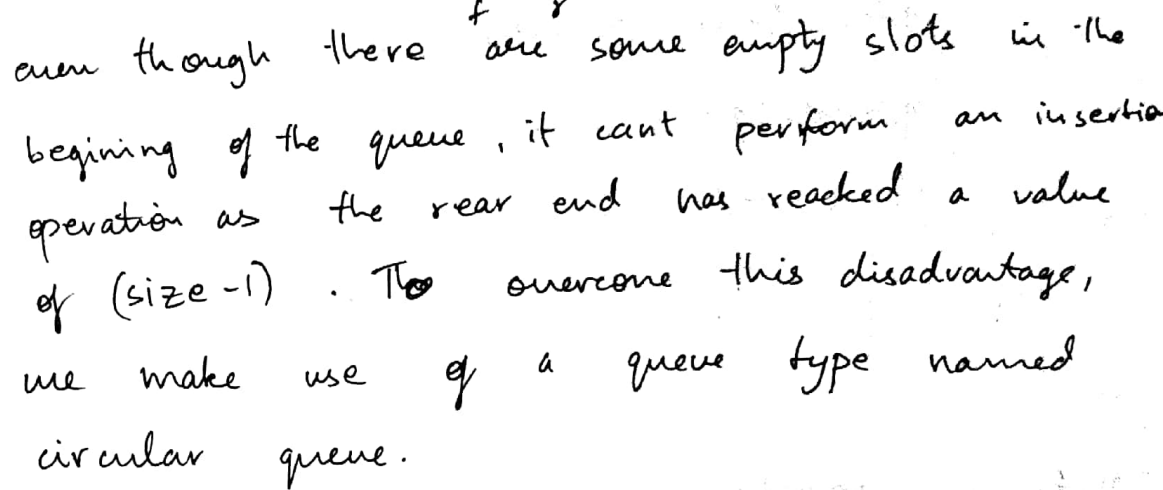 f r
even though there are some empty slots in the
begining of the queue, it cant perform an insertio
operation as the rear end has reached a value
of (size-1). To overcome this disadvantage,
we make use of a queue type named
circular queue.